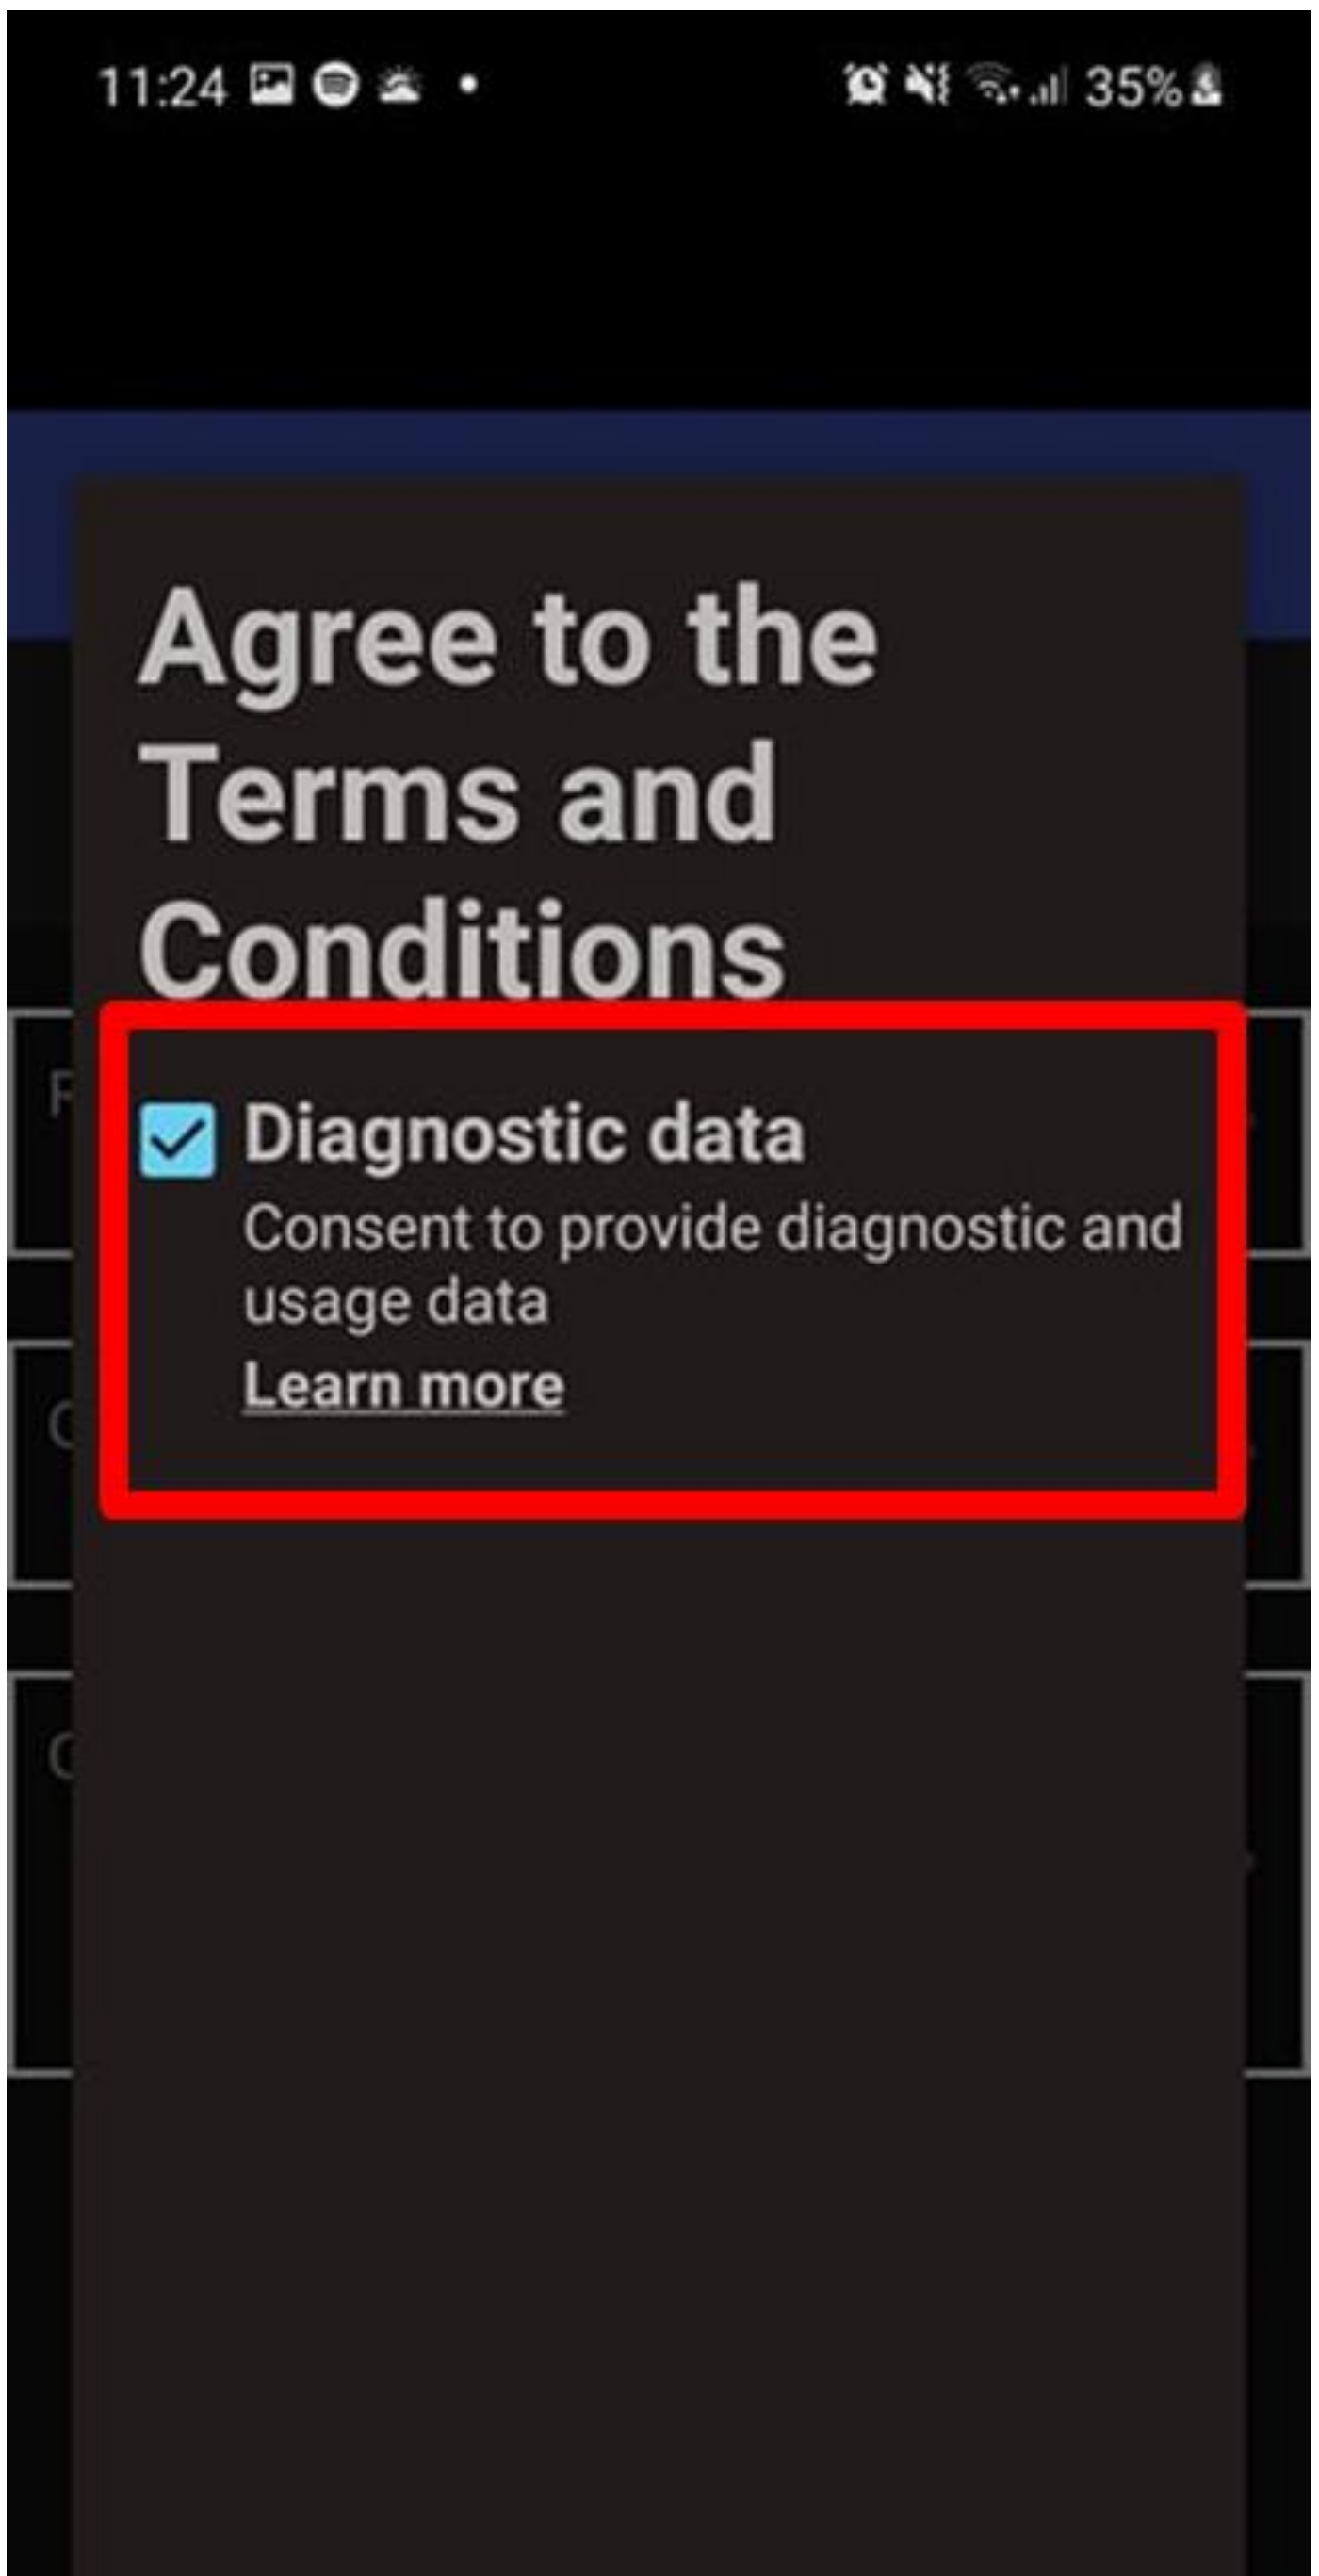 11:24 35%
Agree to the
Terms and
Conditions
Diagnostic data
Consent to provide diagnostic and
usage data
Learn more